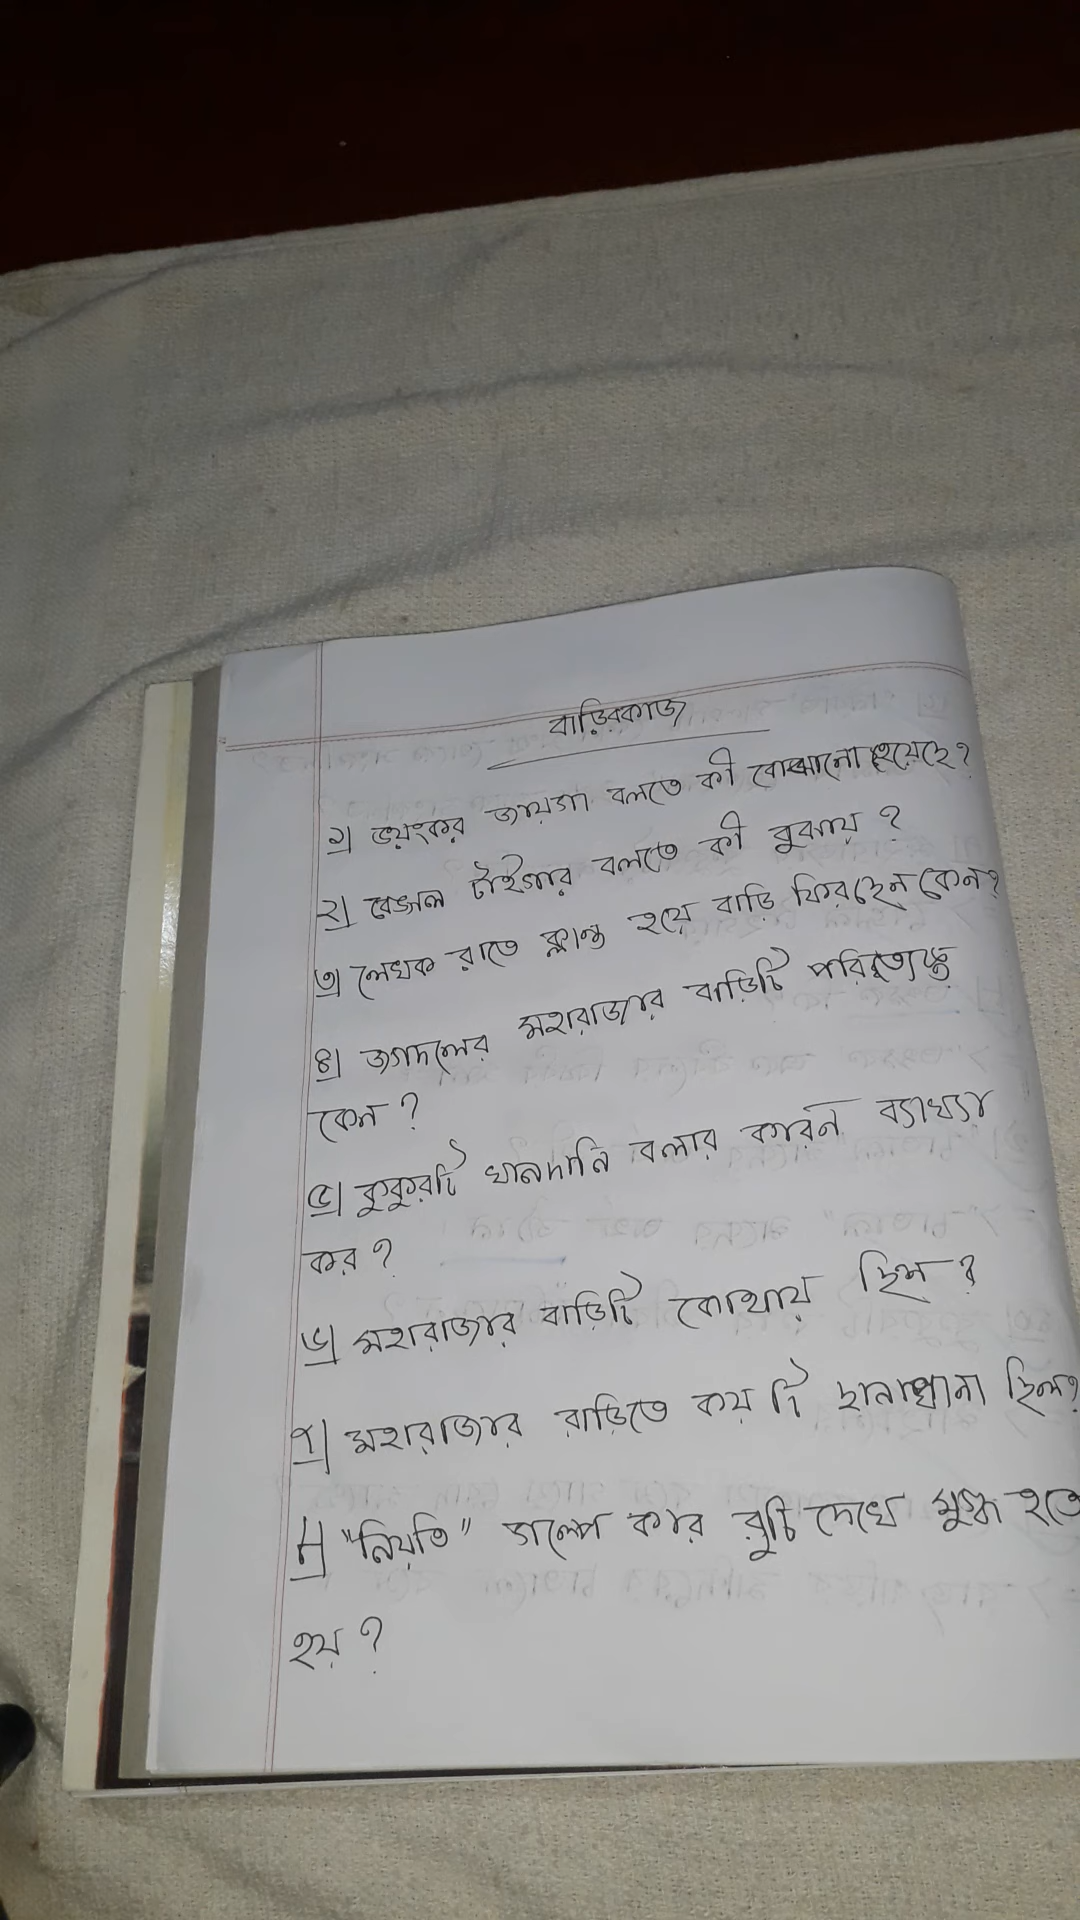 বাড়িরকাজ
১| ভয়ংকর জায়গা বলতে কী বোঝানো হয়েছে?
২| বেঙ্গল টাইগার বলতে কী বুঝায় ?
৩| লেখক রাতে ক্লান্ত হয়ে বাড়ি ফিরছেন কেন?
৪| জগদলের মহারাজার বাড়িটি পরিত্যক্ত
কেন ?
৫| কুকুরটি খানদানি বলার কারন ব্যাখ্যা
কর ?
৬| মহারাজার বাড়িটি কোথায় ছিল ?
৭| মহারাজার বাড়িতে কয় টি ছানাপোনা ছিল?
৮| "নিয়তি" গল্পে কার রুচি দেখে মুগ্ধ হতে
হয় ?